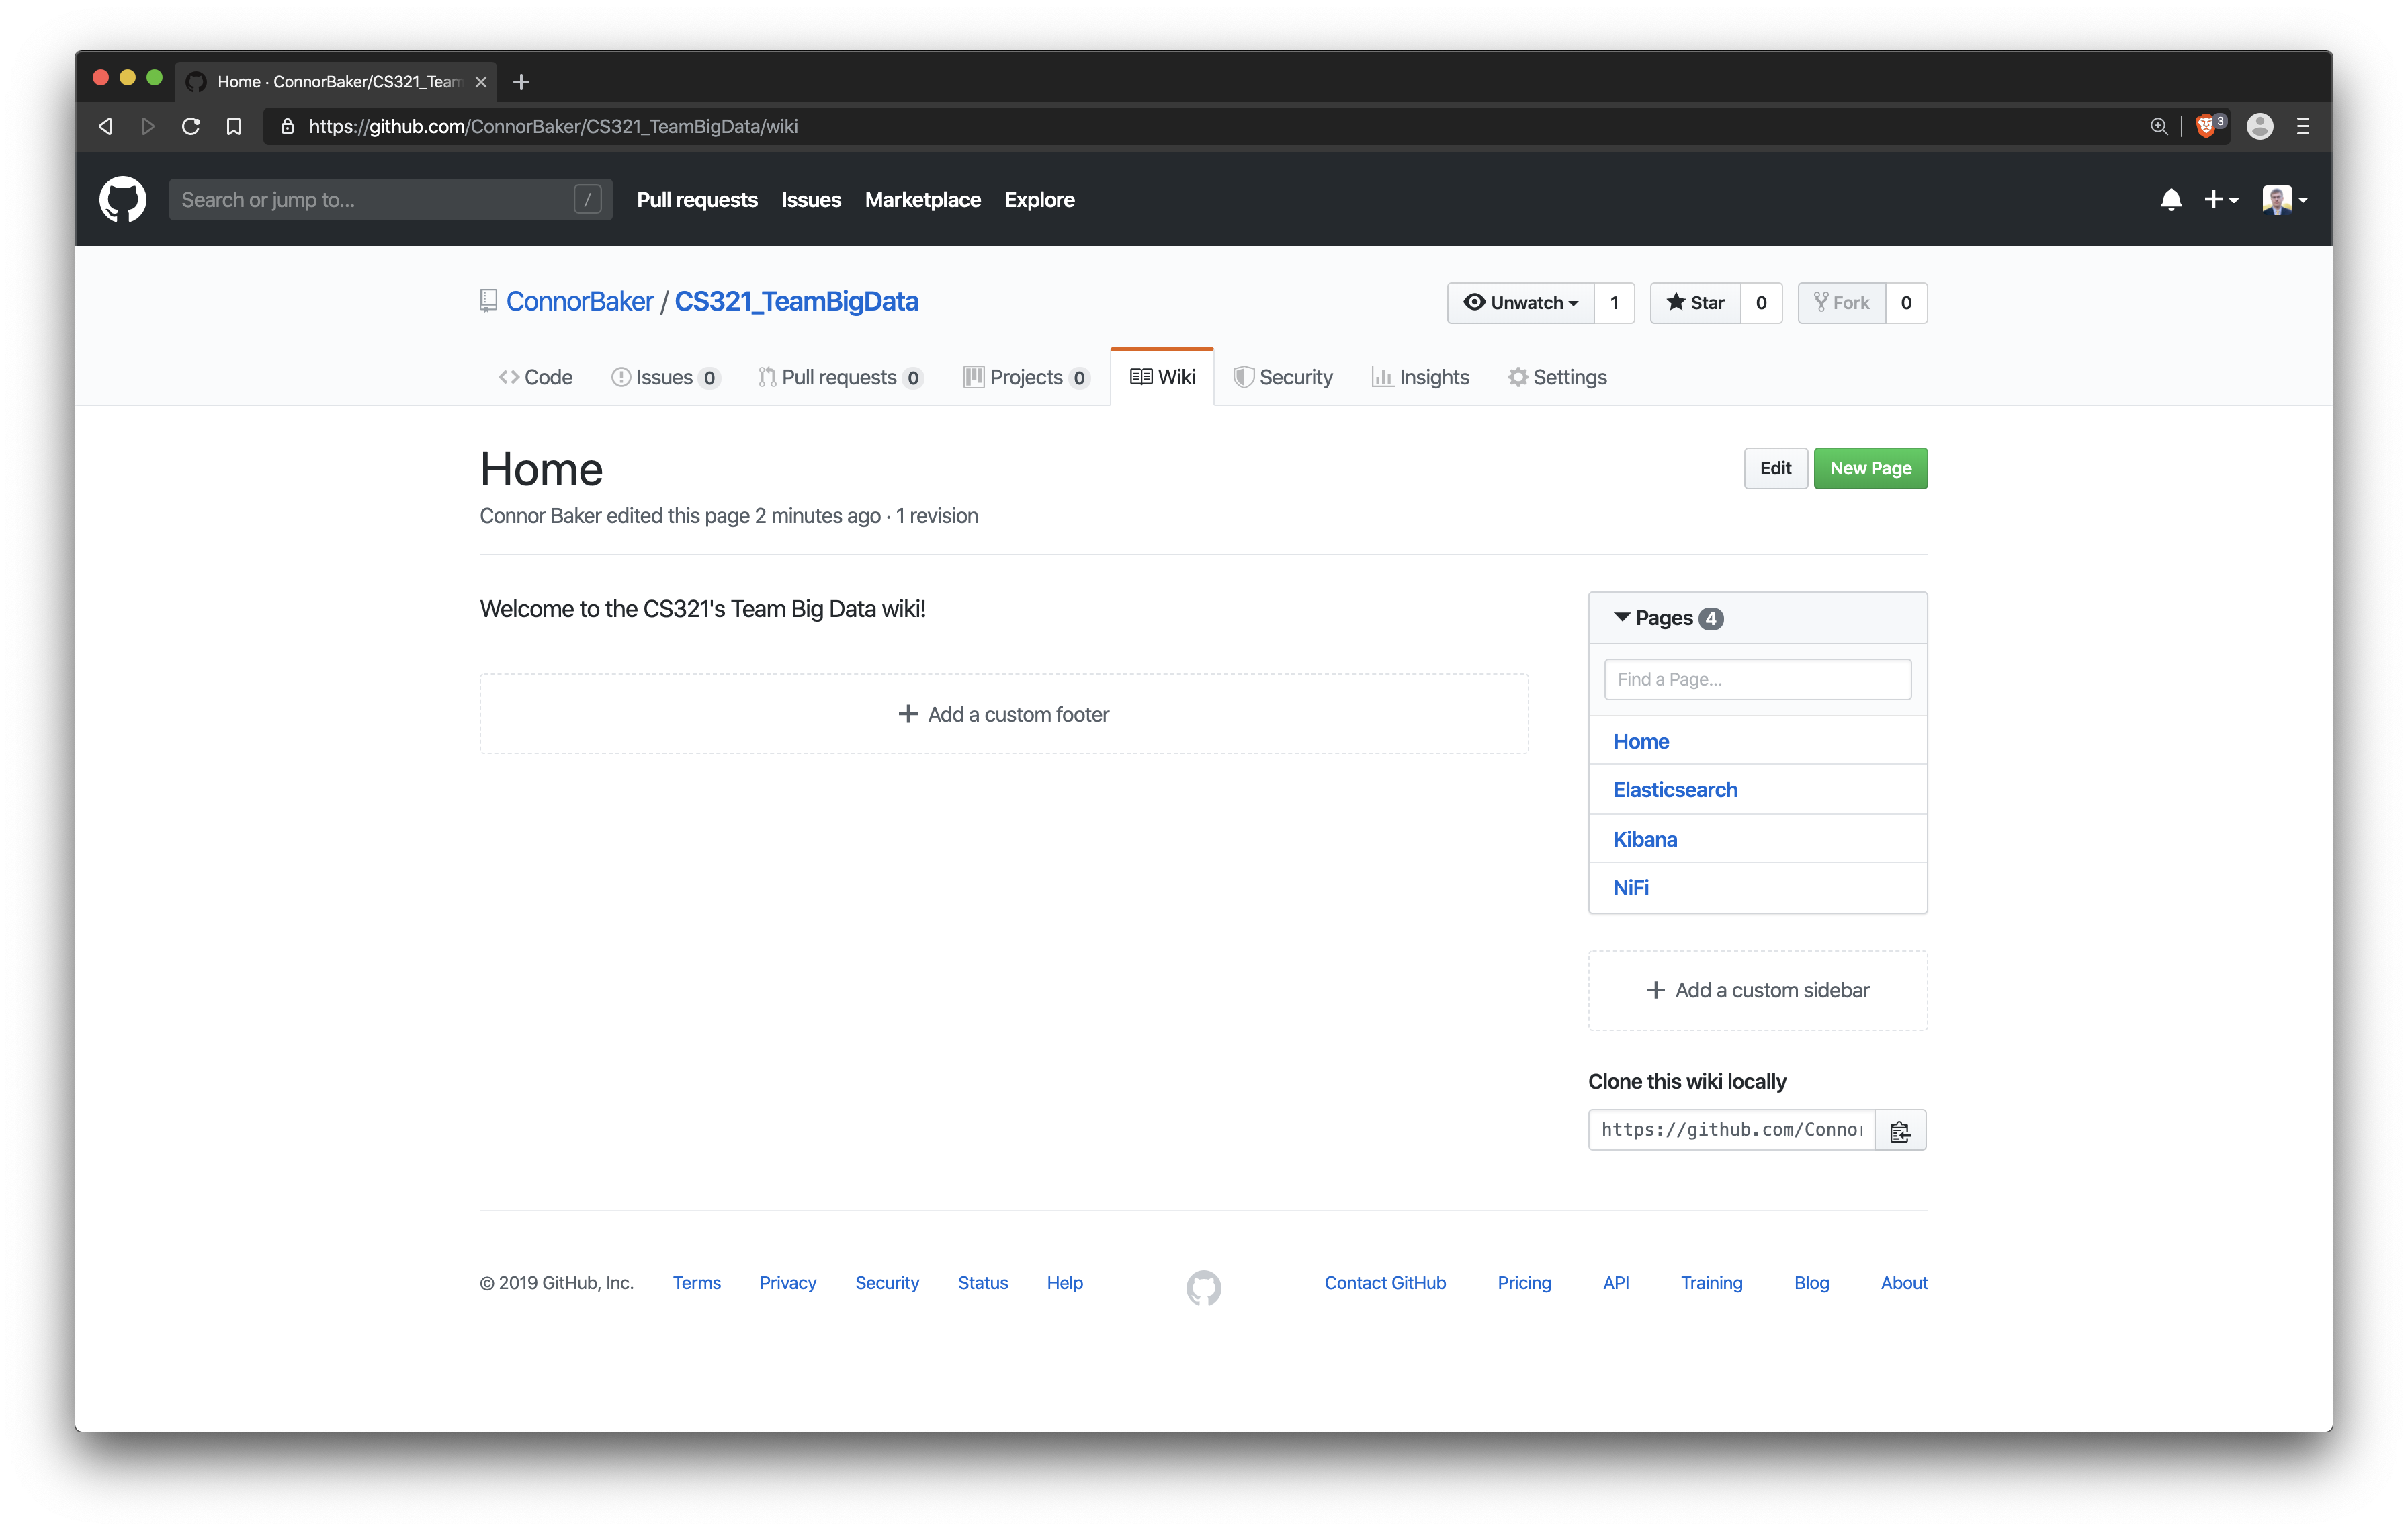 Home · ConnorBaker/CS321_Team
https://github.com/ConnorBaker/CS321_TeamBigData/wiki
3
Search or jump to...
/
Pull requests Issues Marketplace Explore
ConnorBaker / CS321_TeamBigData
Unwatch 1 Star 0 Fork 0
Code Issues 0 Pull requests 0 Projects 0 Wiki Security Insights Settings
Home
Edit New Page
Connor Baker edited this page 2 minutes ago · 1 revision
Welcome to the CS321's Team Big Data wiki!
Add a custom footer
Pages 4
Find a Page...
Home
Elasticsearch
Kibana
NiFi
Add a custom sidebar
Clone this wiki locally
https://github.com/Connor
© 2019 GitHub, Inc. Terms Privacy Security Status Help Contact GitHub Pricing API Training Blog About